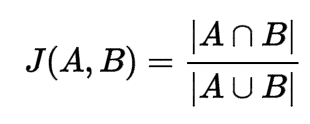 J(A, B) = |A ∩ B| / |A ∪ B|